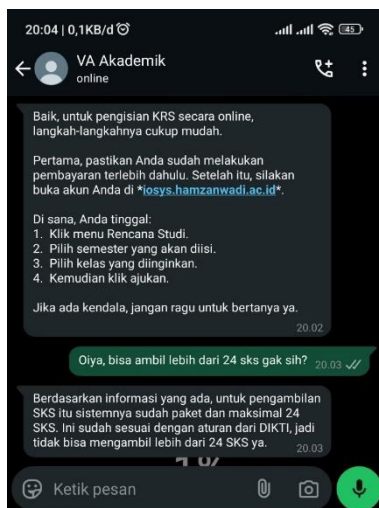 20:04 | 0,1KB/d
45
VA Akademik
online
Baik, untuk pengisian KRS secara online,
langkah-langkahnya cukup mudah.
Pertama, pastikan Anda sudah melakukan
pembayaran terlebih dahulu. Setelah itu, silakan
buka akun Anda di *iosys.hamzanwadi.ac.id*.
Di sana, Anda tinggal:
1. Klik menu Rencana Studi.
2. Pilih semester yang akan diisi.
3. Pilih kelas yang diinginkan.
4. Kemudian klik ajukan.
Jika ada kendala, jangan ragu untuk bertanya ya.
20.02
Oiya, bisa ambil lebih dari 24 sks gak sih? 20.03
Berdasarkan informasi yang ada, untuk pengambilan
SKS itu sistemnya sudah paket dan maksimal 24
SKS. Ini sudah sesuai dengan aturan dari DIKTI, jadi
tidak bisa mengambil lebih dari 24 SKS ya.
20.03
Ketik pesan